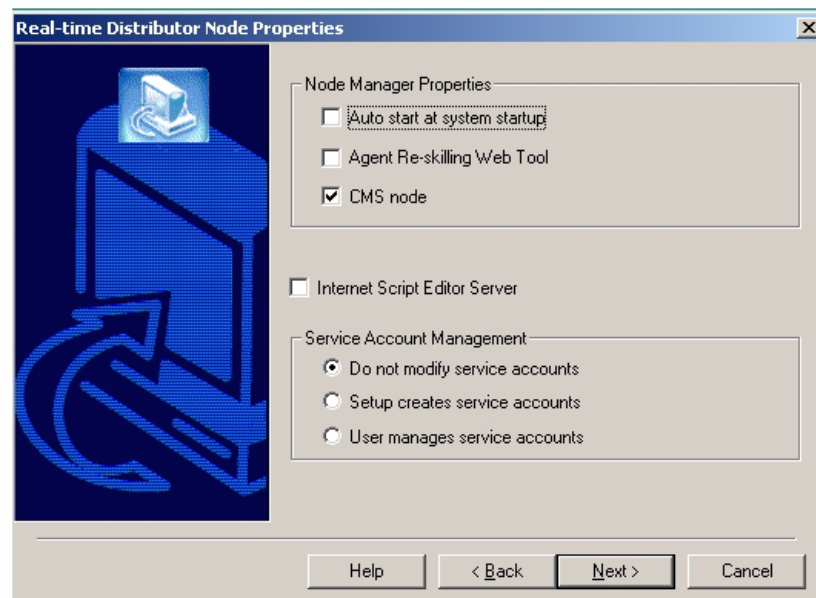 Real-time Distributor Node Properties
Node Manager Properties
Auto start at system startup
Agent Re-skilling Web Tool
CMS node
Internet Script Editor Server
Service Account Management
Do not modify service accounts
Setup creates service accounts
User manages service accounts
Help
< Back
Next >
Cancel